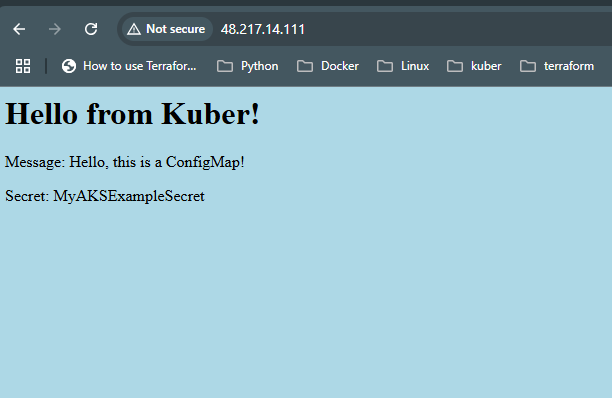 Not secure 48.217.14.111
How to use Terrafor... Python Docker Linux kuber terraform
Hello from Kuber!
Message: Hello, this is a ConfigMap!
Secret: MyAKSExampleSecret